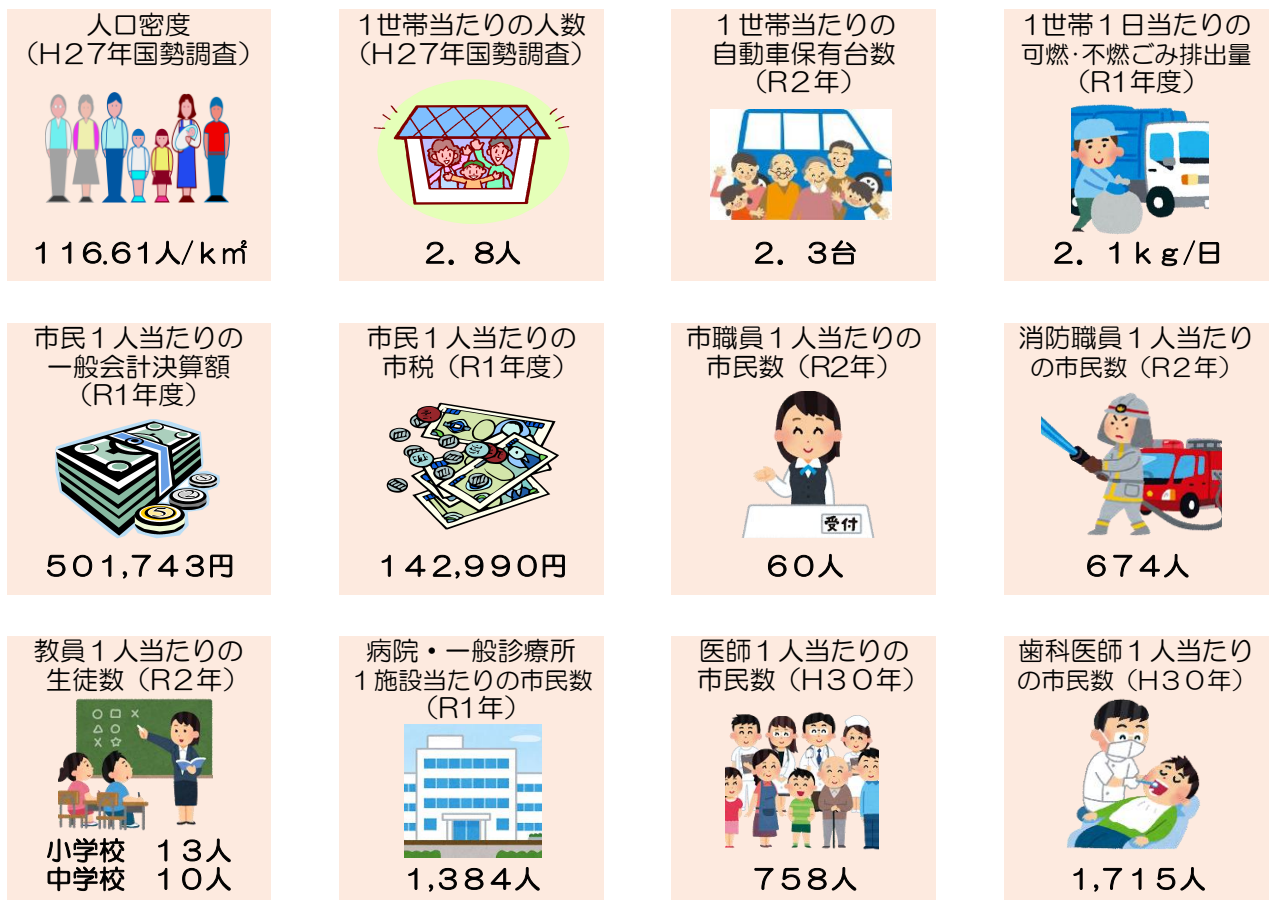 人口密度
（Ｈ２７年国勢調査）
１１６.６１人/ｋ㎡
１世帯当たりの人数
（Ｈ２７年国勢調査）
２．８人
１世帯当たりの
自動車保有台数
（Ｒ２年）
２．３台
１世帯１日当たりの
可燃・不燃ごみ排出量
（Ｒ１年度）
２．１ｋｇ/日
市民１人当たりの
一般会計決算額
（Ｒ１年度）
５０１,７４３円
市民１人当たりの
市税（Ｒ１年度）
１４２,９９０円
市職員１人当たりの
市民数（Ｒ２年）
受付
６０人
消防職員１人当たり
の市民数（Ｒ２年）
６７４人
教員１人当たりの
生徒数（Ｒ２年）
小学校　１３人
中学校　１０人
病院・一般診療所
１施設当たりの市民数
（Ｒ１年）
１,３８４人
医師１人当たりの
市民数（Ｈ３０年）
７５８人
歯科医師１人当たり
の市民数（Ｈ３０年）
１,７１５人